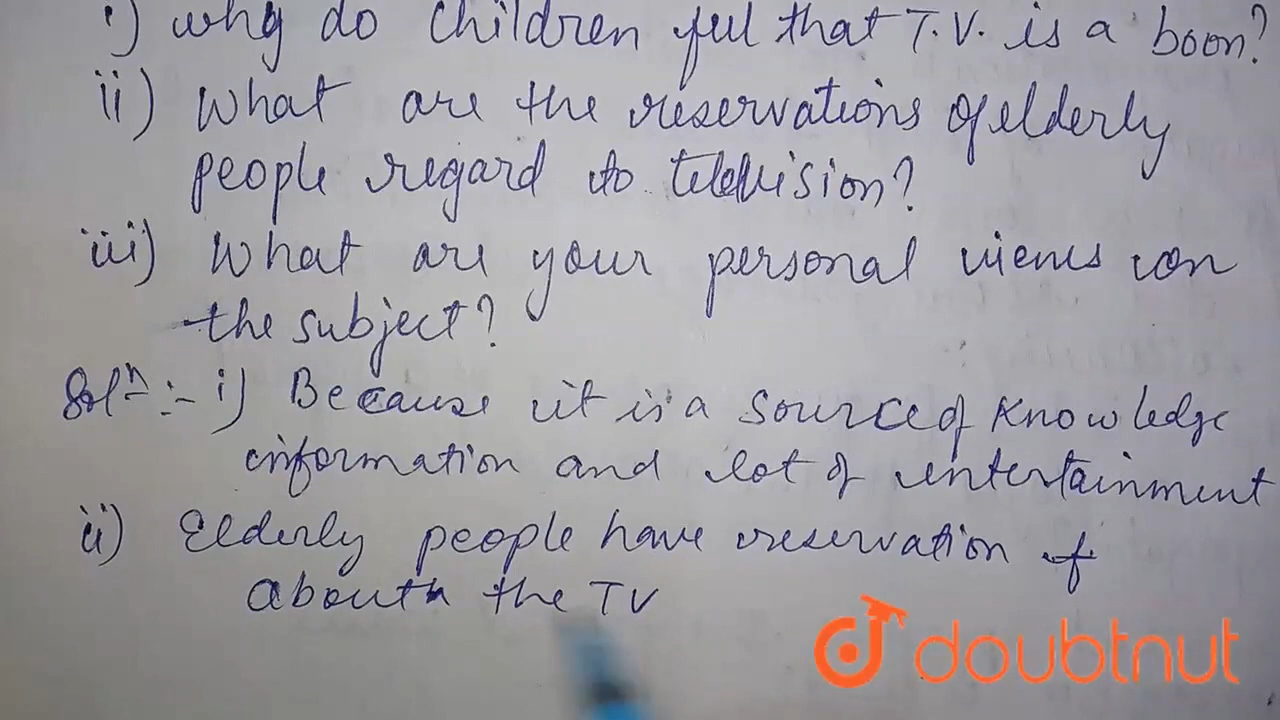 i) why do children feel that T.V. is a boon?
ii) What are the reservations of elderly
people regard to television?
iii) What are your personal views on
the subject?
Solⁿ :- i) Because it is a source of knowledge
information and lot of entertainment
ii) Elderly people have reservation of
about the TV
doubtnut